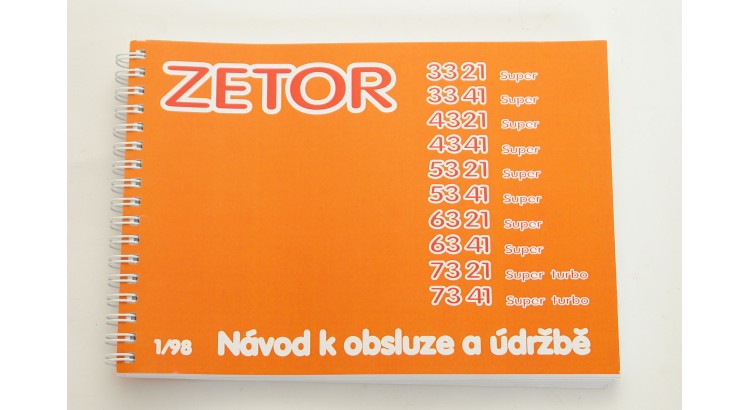 ZETOR
3321 Super
3341 Super
4321 Super
4341 Super
5321 Super
5341 Super
6321 Super
6341 Super
7321 Super turbo
7341 Super turbo
1/98 Návod k obsluze a údržbě